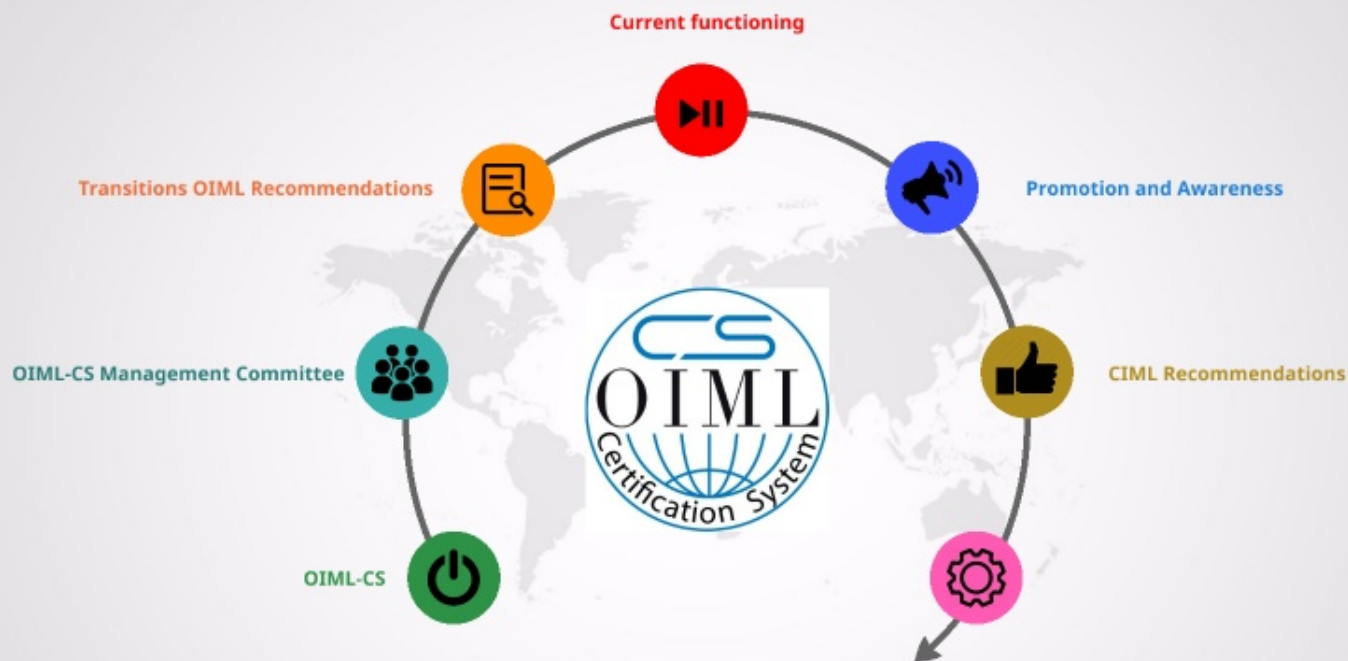 Current functioning
Transitions OIML Recommendations
Promotion and Awareness
OIML-CS Management Committee
CIML Recommendations
CS
OIML
Certification System
OIML-CS